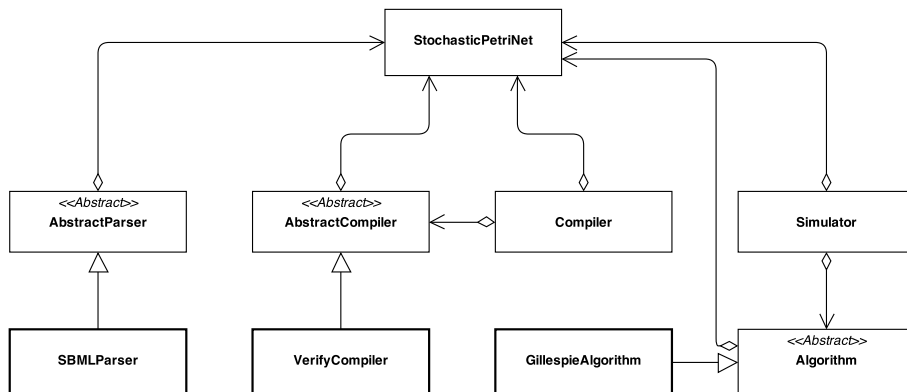 StochasticPetriNet
<<Abstract>>
AbstractParser
<<Abstract>>
AbstractCompiler
Compiler
Simulator
SBMLParser
VerifyCompiler
GillespieAlgorithm
<<Abstract>>
Algorithm